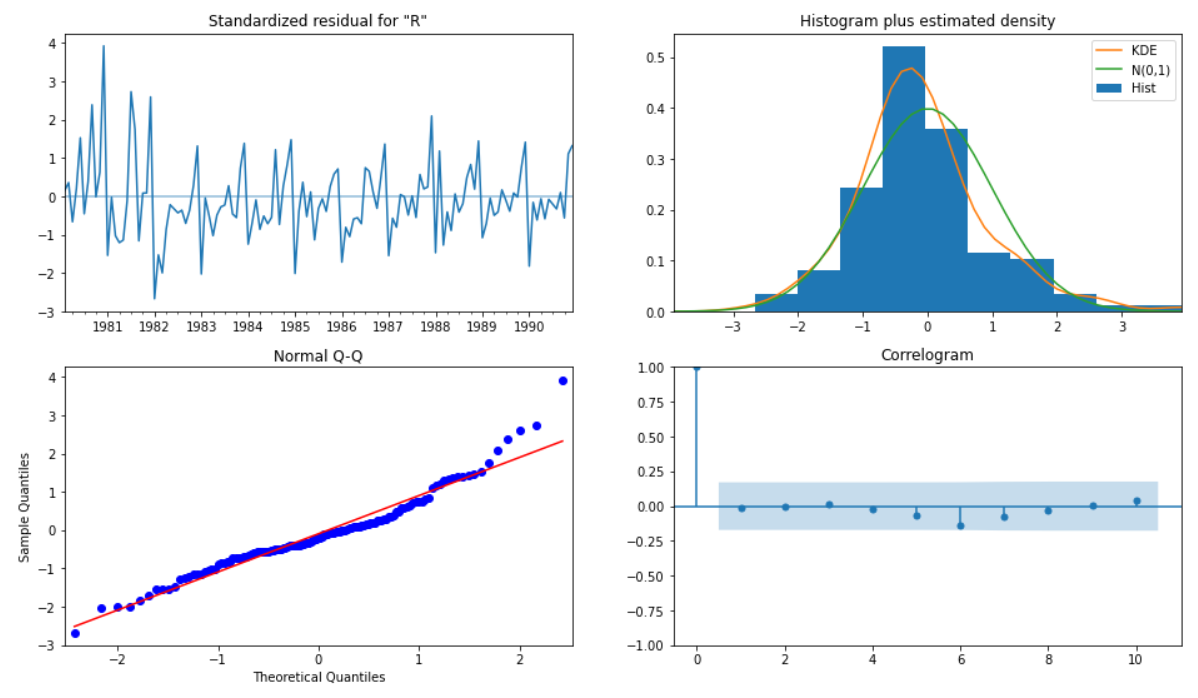 Standardized residual for "R"
4
3
2
1
0
−1
−2
−3
1981 1982 1983 1984 1985 1986 1987 1988 1989 1990
Histogram plus estimated density
KDE
N(0,1)
Hist
0.5
0.4
0.3
0.2
0.1
0.0
−3 −2 −1 0 1 2 3
Normal Q-Q
Sample Quantiles
4
3
2
1
0
−1
−2
−3
−2 −1 0 1 2
Theoretical Quantiles
Correlogram
1.00
0.75
0.50
0.25
0.00
−0.25
−0.50
−0.75
−1.00
0 2 4 6 8 10